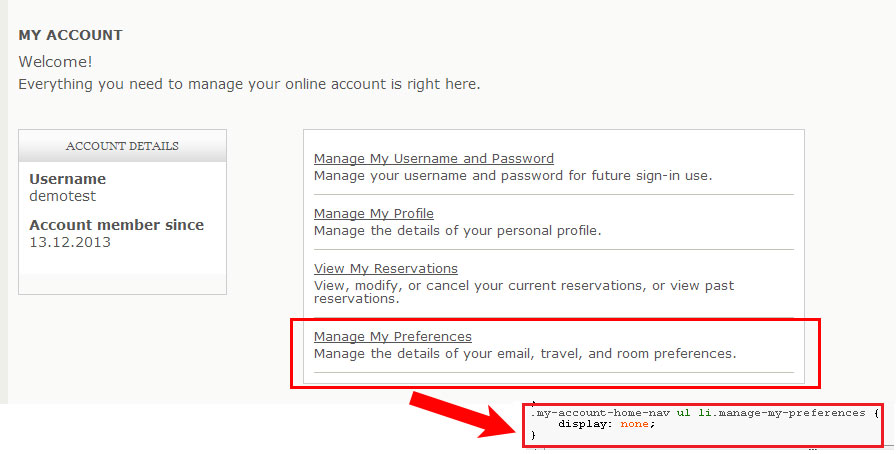 MY ACCOUNT
Welcome!
Everything you need to manage your online account is right here.
ACCOUNT DETAILS
Username
demotest
Account member since
13.12.2013
Manage My Username and Password
Manage your username and password for future sign-in use.
Manage My Profile
Manage the details of your personal profile.
View My Reservations
View, modify, or cancel your current reservations, or view past
reservations.
Manage My Preferences
Manage the details of your email, travel, and room preferences.
}
.my-account-home-nav ul li.manage-my-preferences {
display: none;
}